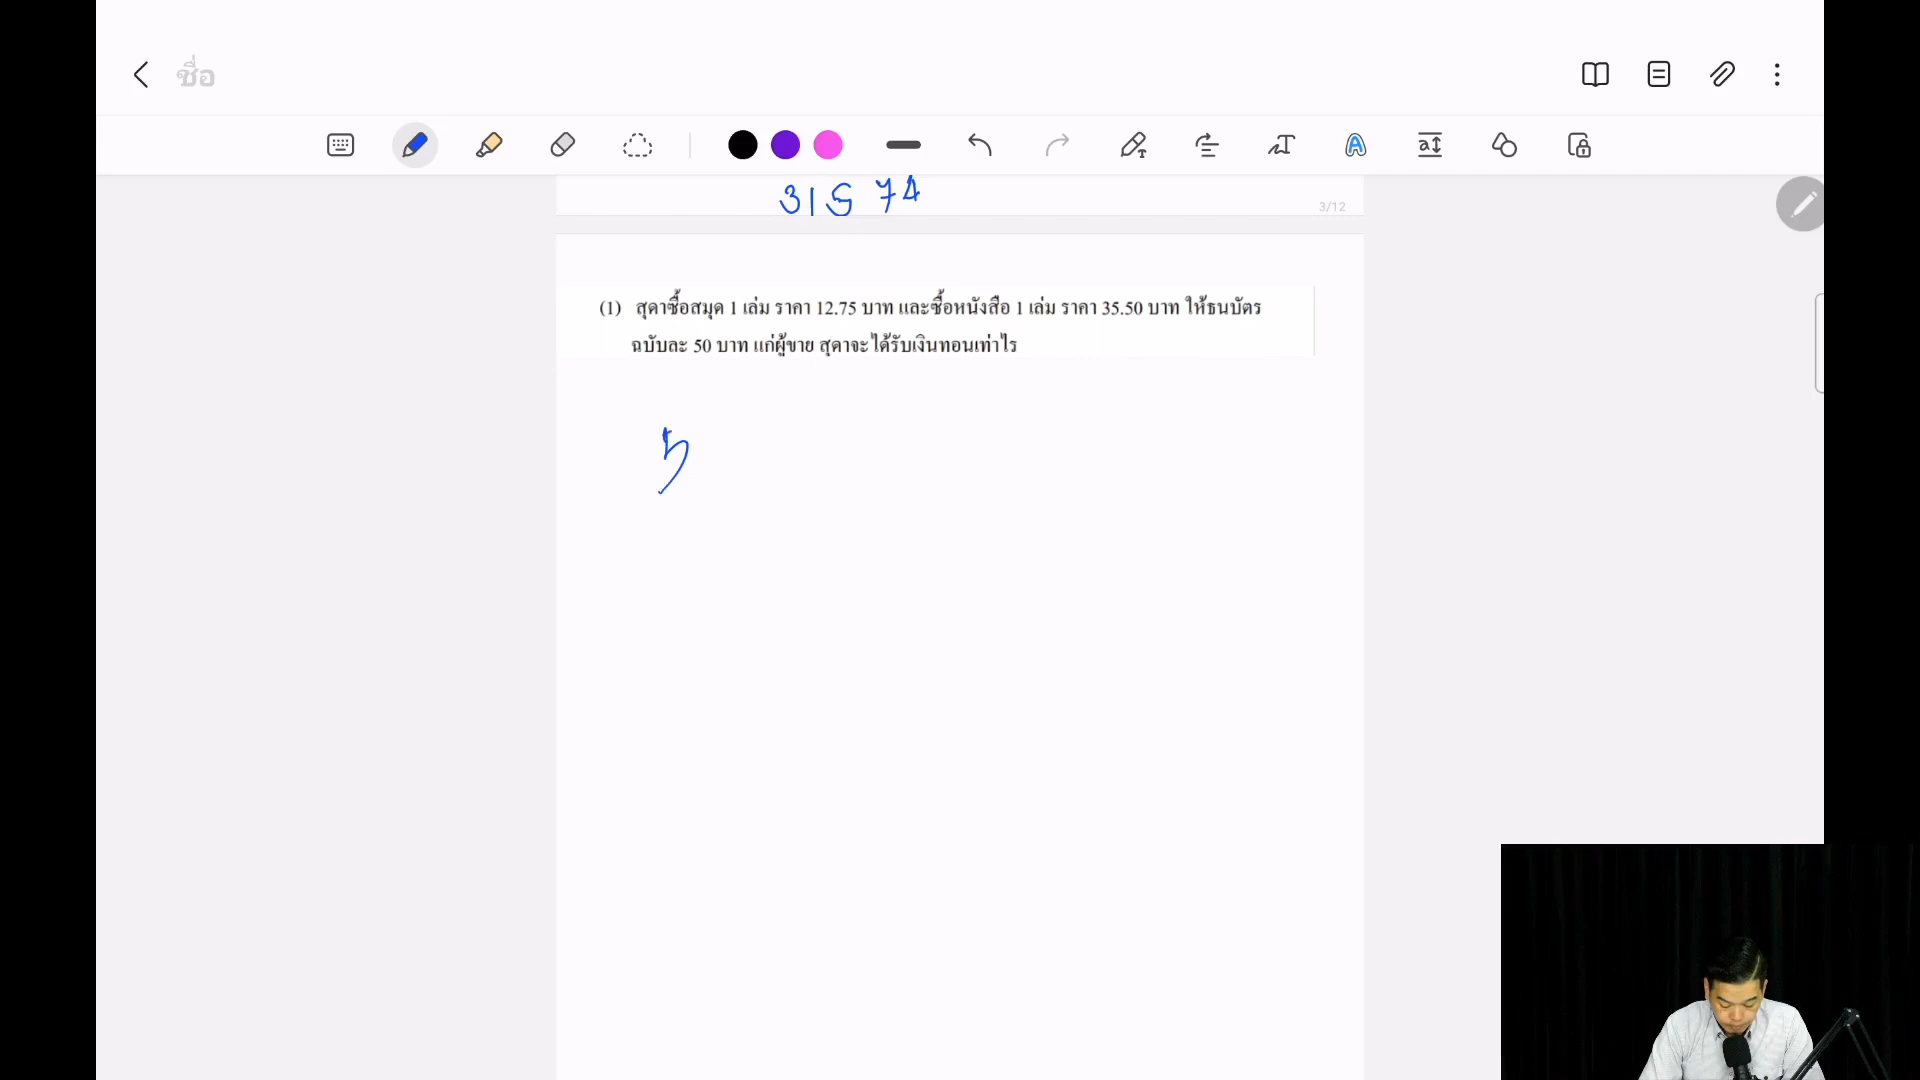 ชื่อ
31574
3/12
(1) สุดาซื้อสมุด 1 เล่ม ราคา 12.75 บาท และซื้อหนังสือ 1 เล่ม ราคา 35.50 บาท ให้ธนบัตร
ฉบับละ 50 บาท แก่ผู้ขาย สุดาจะได้รับเงินทอนเท่าไร
5